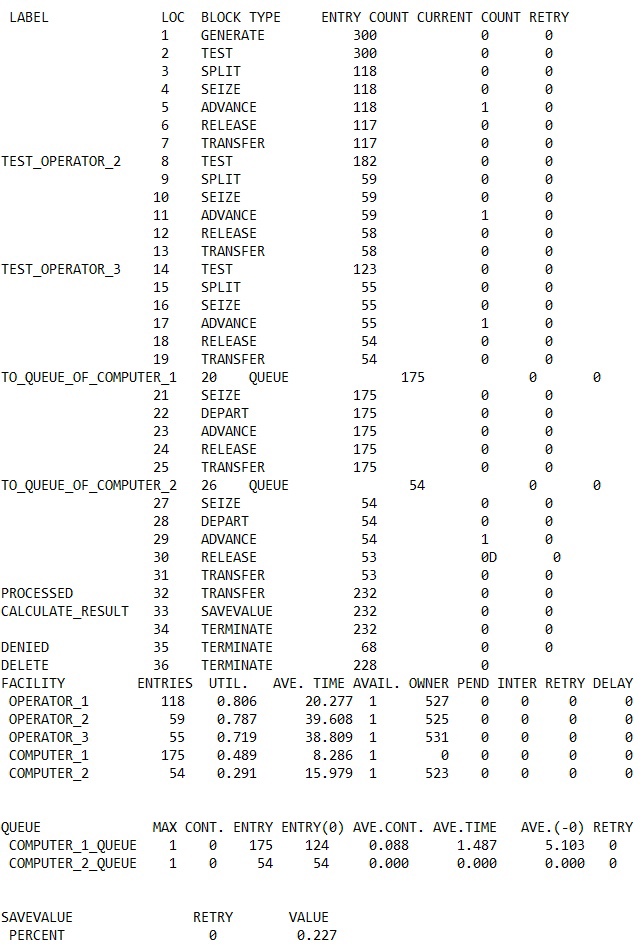 LABEL LOC BLOCK TYPE ENTRY COUNT CURRENT COUNT RETRY
1 GENERATE 300 0 0
2 TEST 300 0 0
3 SPLIT 118 0 0
4 SEIZE 118 0 0
5 ADVANCE 118 1 0
6 RELEASE 117 0 0
7 TRANSFER 117 0 0
TEST_OPERATOR_2 8 TEST 182 0 0
9 SPLIT 59 0 0
10 SEIZE 59 0 0
11 ADVANCE 59 1 0
12 RELEASE 58 0 0
13 TRANSFER 58 0 0
TEST_OPERATOR_3 14 TEST 123 0 0
15 SPLIT 55 0 0
16 SEIZE 55 0 0
17 ADVANCE 55 1 0
18 RELEASE 54 0 0
19 TRANSFER 54 0 0
TO_QUEUE_OF_COMPUTER_1 20 QUEUE 175 0 0
21 SEIZE 175 0 0
22 DEPART 175 0 0
23 ADVANCE 175 0 0
24 RELEASE 175 0 0
25 TRANSFER 175 0 0
TO_QUEUE_OF_COMPUTER_2 26 QUEUE 54 0 0
27 SEIZE 54 0 0
28 DEPART 54 0 0
29 ADVANCE 54 1 0
30 RELEASE 53 0D 0
31 TRANSFER 53 0 0
PROCESSED 32 TRANSFER 232 0 0
CALCULATE_RESULT 33 SAVEVALUE 232 0 0
34 TERMINATE 232 0 0
DENIED 35 TERMINATE 68 0 0
DELETE 36 TERMINATE 228 0
FACILITY ENTRIES UTIL. AVE. TIME AVAIL. OWNER PEND INTER RETRY DELAY
OPERATOR_1 118 0.806 20.277 1 527 0 0 0 0
OPERATOR_2 59 0.787 39.608 1 525 0 0 0 0
OPERATOR_3 55 0.719 38.809 1 531 0 0 0 0
COMPUTER_1 175 0.489 8.286 1 0 0 0 0 0
COMPUTER_2 54 0.291 15.979 1 523 0 0 0 0
QUEUE MAX CONT. ENTRY ENTRY(0) AVE.CONT. AVE.TIME AVE.(-0) RETRY
COMPUTER_1_QUEUE 1 0 175 124 0.088 1.487 5.103 0
COMPUTER_2_QUEUE 1 0 54 54 0.000 0.000 0.000 0
SAVEVALUE RETRY VALUE
PERCENT 0 0.227